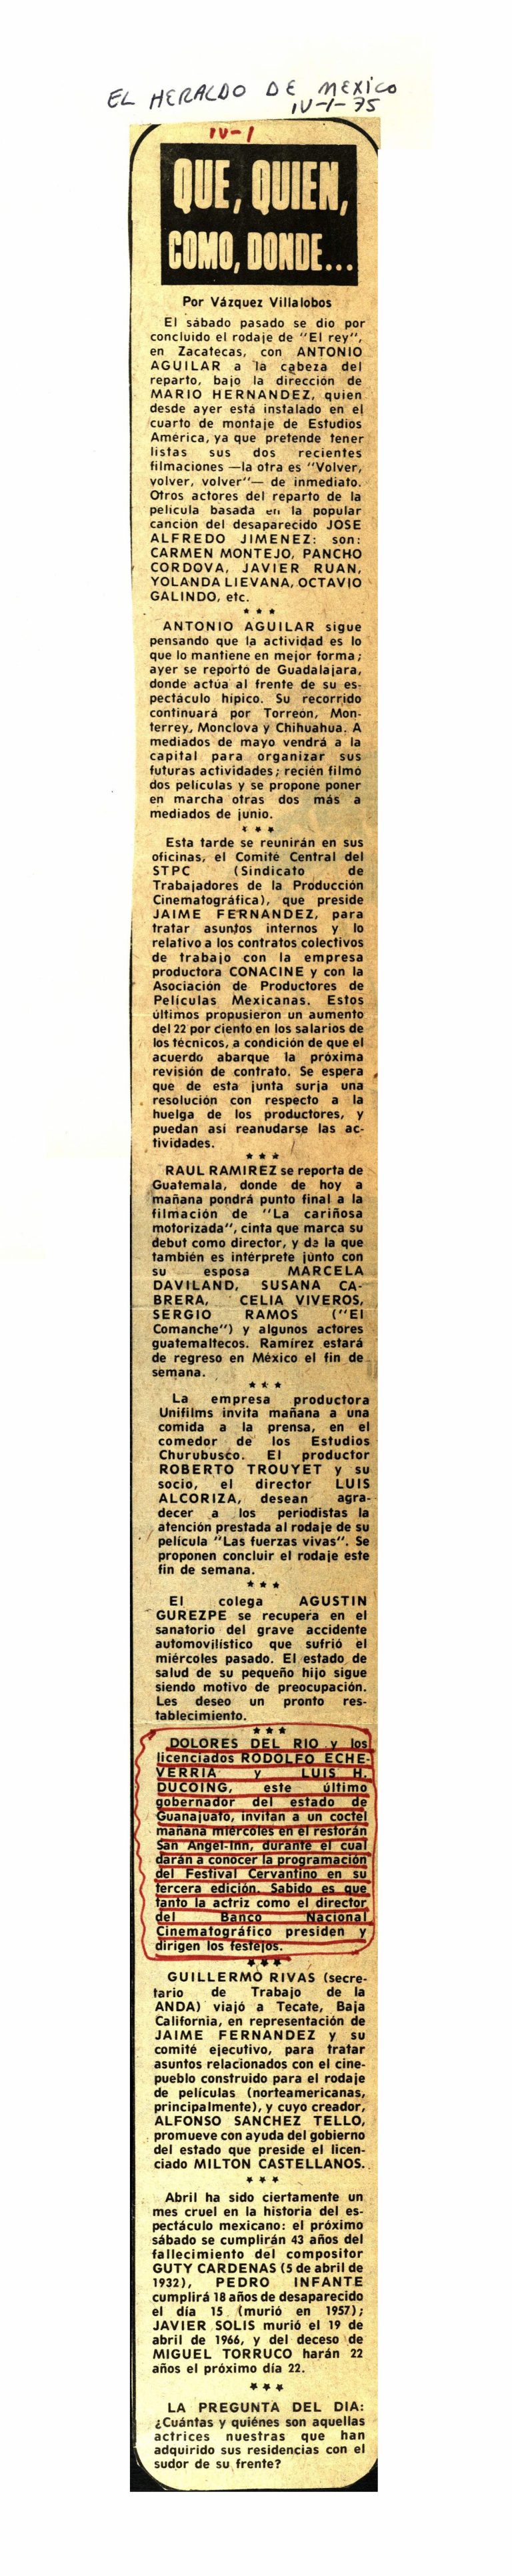 EL HERALDO DE MEXICO
IV-1-75
IV-1
QUE, QUIEN,
COMO, DONDE...
Por Vázquez Villalobos
El sábado pasado se dio por
concluido el rodaje de "El rey",
en Zacatecas, con ANTONIO
AGUILAR a la cabeza del
reparto, bajo la dirección de
MARIO HERNANDEZ, quien
desde ayer está instalado en el
cuarto de montaje de Estudios
América, ya que pretende tener
listas sus dos recientes
filmaciones —la otra es "Volver,
volver, volver"— de inmediato.
Otros actores del reparto de la
película basada en la popular
canción del desaparecido JOSE
ALFREDO JIMENEZ: son:
CARMEN MONTEJO, PANCHO
CORDOVA, JAVIER RUAN,
YOLANDA LIEVANA, OCTAVIO
GALINDO, etc.
★ ★ ★
ANTONIO AGUILAR sigue
pensando que la actividad es lo
que lo mantiene en mejor forma;
ayer se reportó de Guadalajara,
donde actúa al frente de su es-
pectáculo hípico. Su recorrido
continuará por Torreón, Mon-
terrey, Monclova y Chihuahua. A
mediados de mayo vendrá a la
capital para organizar sus
futuras actividades; recién filmó
dos películas y se propone poner
en marcha otras dos más a
mediados de junio.
★ ★ ★
Esta tarde se reunirán en sus
oficinas, el Comité Central del
STPC (Sindicato de
Trabajadores de la Producción
Cinematográfica), que preside
JAIME FERNANDEZ, para
tratar asuntos internos y lo
relativo a los contratos colectivos
de trabajo con la empresa
productora CONACINE y con la
Asociación de Productores de
Películas Mexicanas. Estos
últimos propusieron un aumento
del 22 por ciento en los salarios de
los técnicos, a condición de que el
acuerdo abarque la próxima
revisión de contrato. Se espera
que de esta junta surja una
resolución con respecto a la
huelga de los productores, y
puedan así reanudarse las ac-
tividades.
★ ★ ★
RAUL RAMIREZ se reporta de
Guatemala, donde de hoy a
mañana pondrá punto final a la
filmación de "La cariñosa
motorizada", cinta que marca su
debut como director, y de la que
también es intérprete junto con
su esposa MARCELA
DAVILAND, SUSANA CA-
BRERA, CELIA VIVEROS,
SERGIO RAMOS ("El
Comanche") y algunos actores
guatemaltecos. Ramírez estará
de regreso en México el fin de
semana.
★ ★ ★
La empresa productora
Unifilms invita mañana a una
comida a la prensa, en el
comedor de los Estudios
Churubusco. El productor
ROBERTO TROUYET y su
socio, el director LUIS
ALCORIZA, desean agra-
decer a los periodistas la
atención prestada al rodaje de su
película "Las fuerzas vivas". Se
proponen concluir el rodaje este
fin de semana.
★ ★ ★
El colega AGUSTIN
GUREZPE se recupera en el
sanatorio del grave accidente
automovilístico que sufrió el
miércoles pasado. El estado de
salud de su pequeño hijo sigue
siendo motivo de preocupación.
Les deseo un pronto res-
tablecimiento.
★ ★ ★
DOLORES DEL RIO y los
licenciados RODOLFO ECHE-
VERRIA y LUIS H.
DUCOING, este último
gobernador del estado de
Guanajuato, invitan a un coctel
mañana miércoles en el restorán
San Angel-Inn, durante el cual
darán a conocer la programación
del Festival Cervantino en su
tercera edición. Sabido es que
tanto la actriz como el director
del Banco Nacional
Cinematográfico presiden y
dirigen los festejos.
★ ★ ★
GUILLERMO RIVAS (secre-
tario de Trabajo de la
ANDA) viajó a Tecate, Baja
California, en representación de
JAIME FERNANDEZ y su
comité ejecutivo, para tratar
asuntos relacionados con el cine-
pueblo construido para el rodaje
de películas (norteamericanas,
principalmente), y cuyo creador,
ALFONSO SANCHEZ TELLO,
promueve con ayuda del gobierno
del estado que preside el licen-
ciado MILTON CASTELLANOS.
★ ★ ★
Abril ha sido ciertamente un
mes cruel en la historia del es-
pectáculo mexicano: el próximo
sábado se cumplirán 43 años del
fallecimiento del compositor
GUTY CARDENAS (5 de abril de
1932), PEDRO INFANTE
cumplirá 18 años de desaparecido
el día 15 (murió en 1957);
JAVIER SOLIS murió el 19 de
abril de 1966, y del deceso de
MIGUEL TORRUCO harán 22
años el próximo día 22.
★ ★ ★
LA PREGUNTA DEL DIA:
¿Cuántas y quiénes son aquellas
actrices nuestras que han
adquirido sus residencias con el
sudor de su frente?